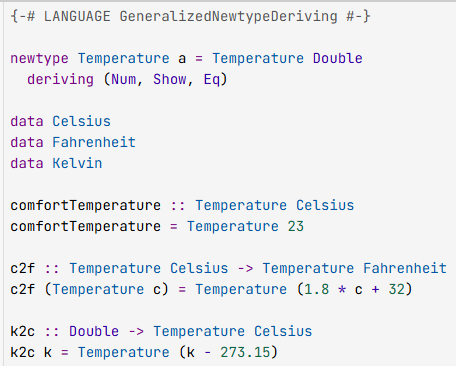 {-# LANGUAGE GeneralizedNewtypeDeriving #-}
newtype Temperature a = Temperature Double
deriving (Num, Show, Eq)
data Celsius
data Fahrenheit
data Kelvin
comfortTemperature :: Temperature Celsius
comfortTemperature = Temperature 23
c2f :: Temperature Celsius -> Temperature Fahrenheit
c2f (Temperature c) = Temperature (1.8 * c + 32)
k2c :: Double -> Temperature Celsius
k2c k = Temperature (k - 273.15)